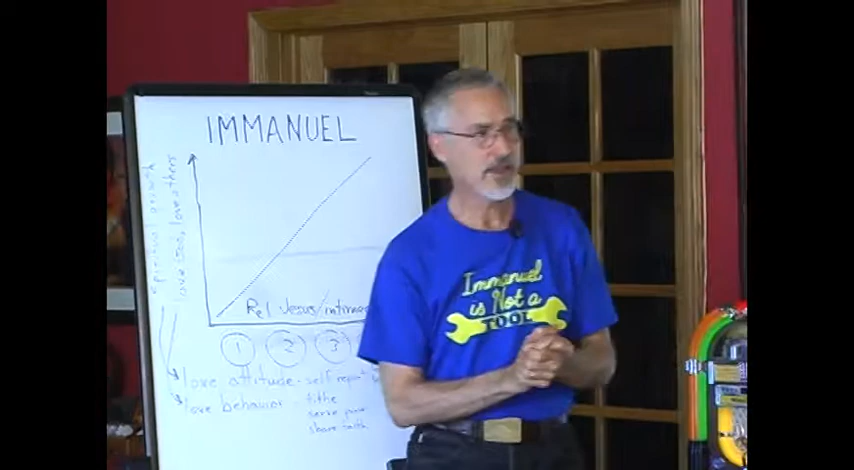 IMMANUEL
spiritual growth
love God, love others
Rel Jesus/intimacy
1 2 3
love attitude - self report
love behavior - tithe
serve poor
share faith
Immanuel
is Not a
TOOL